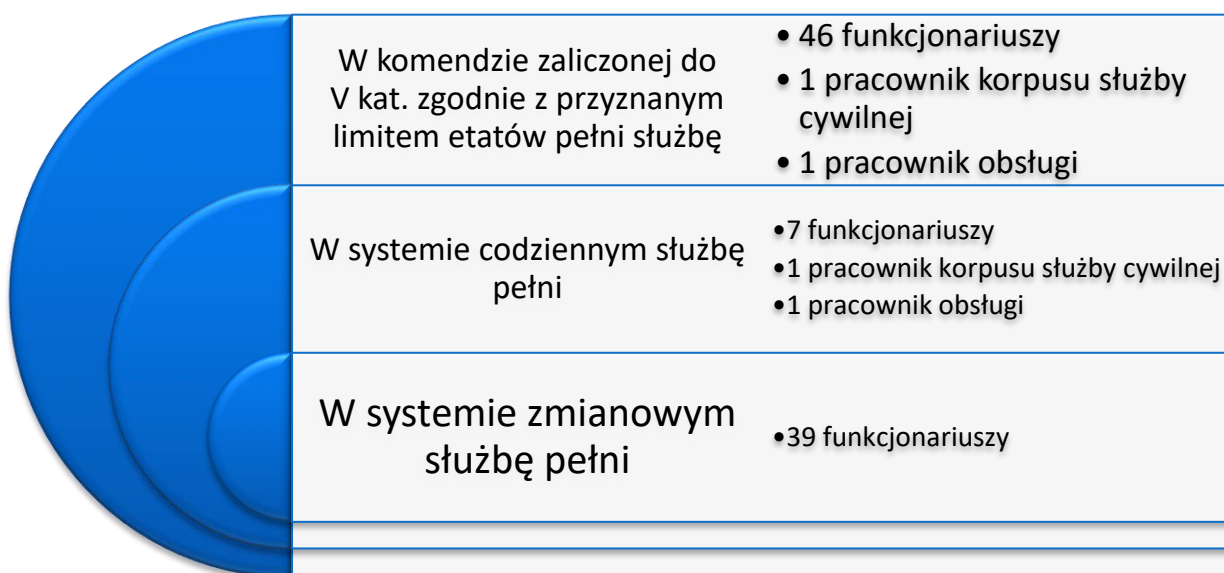 W komendzie zaliczonej do
V kat. zgodnie z przyznanym
limitem etatów pełni służbę
• 46 funkcjonariuszy
• 1 pracownik korpusu służby
cywilnej
• 1 pracownik obsługi
W systemie codziennym służbę
pełni
•7 funkcjonariuszy
•1 pracownik korpusu służby cywilnej
•1 pracownik obsługi
W systemie zmianowym
służbę pełni
•39 funkcjonariuszy